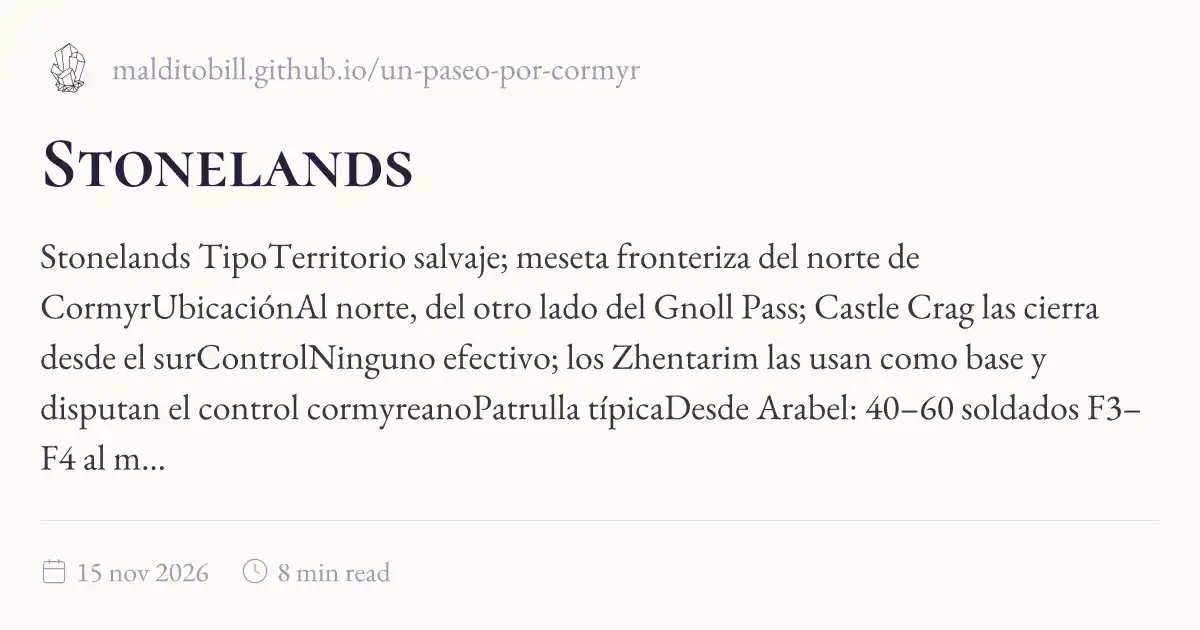 malditobill.github.io/un-paseo-por-cormyr
Stonelands
Stonelands TipoTerritorio salvaje; meseta fronteriza del norte de
CormyrUbicaciónAl norte, del otro lado del Gnoll Pass; Castle Crag las cierra
desde el surControlNinguno efectivo; los Zhentarim las usan como base y
disputan el control cormyreanoPatrulla típicaDesde Arabel: 40–60 soldados F3–
F4 al m...
15 nov 2026
8 min read